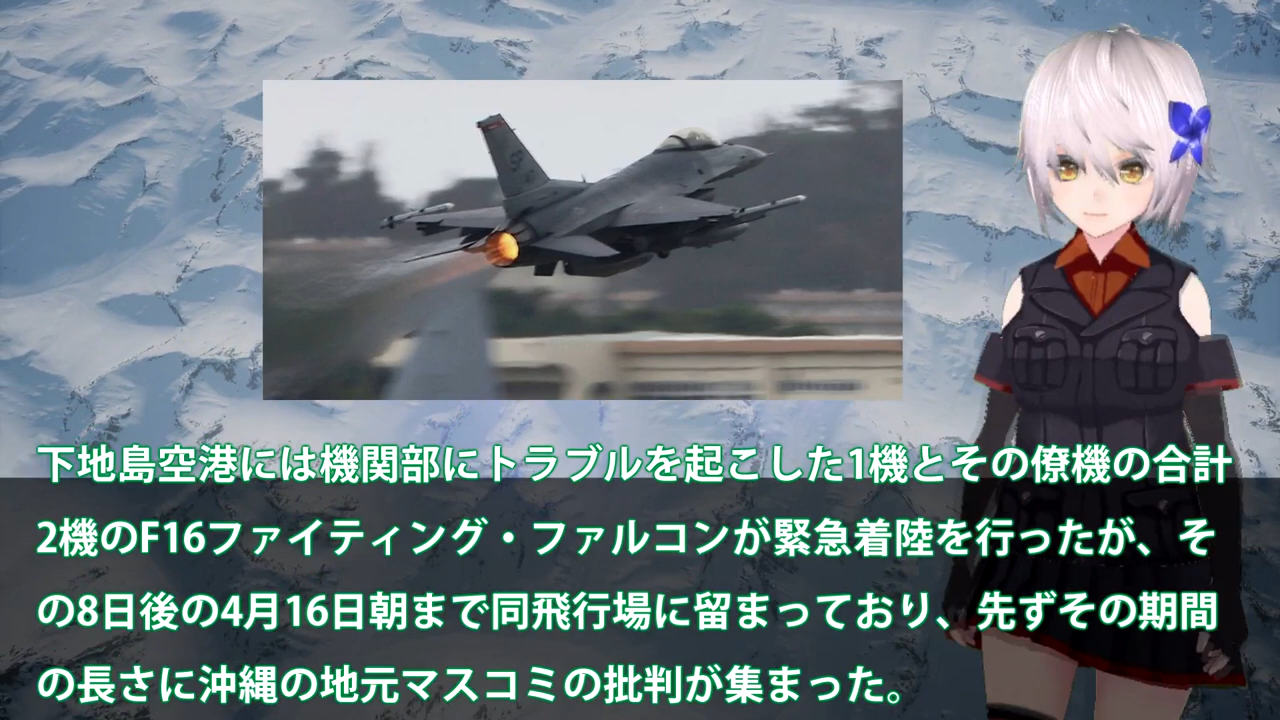 下地島空港には機関部にトラブルを起こした1機とその僚機の合計
2機のF16ファイティング・ファルコンが緊急着陸を行ったが、そ
の8日後の4月16日朝まで同飛行場に留まっており、先ずその期間
の長さに沖縄の地元マスコミの批判が集まった。